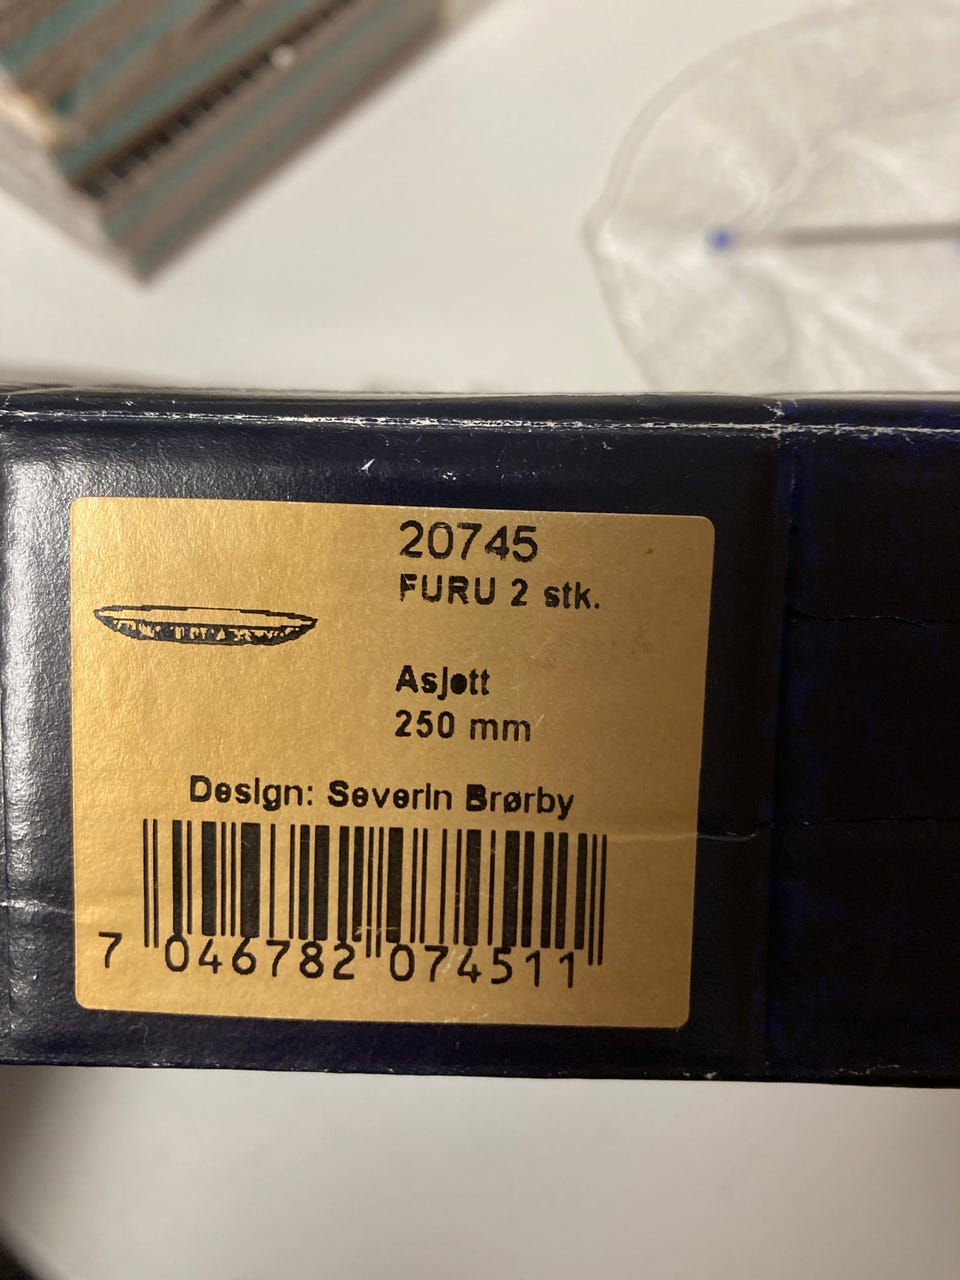 20745
FURU 2 stk.
Asjett
250 mm
Design: Severin Brørby
7 046782 074511